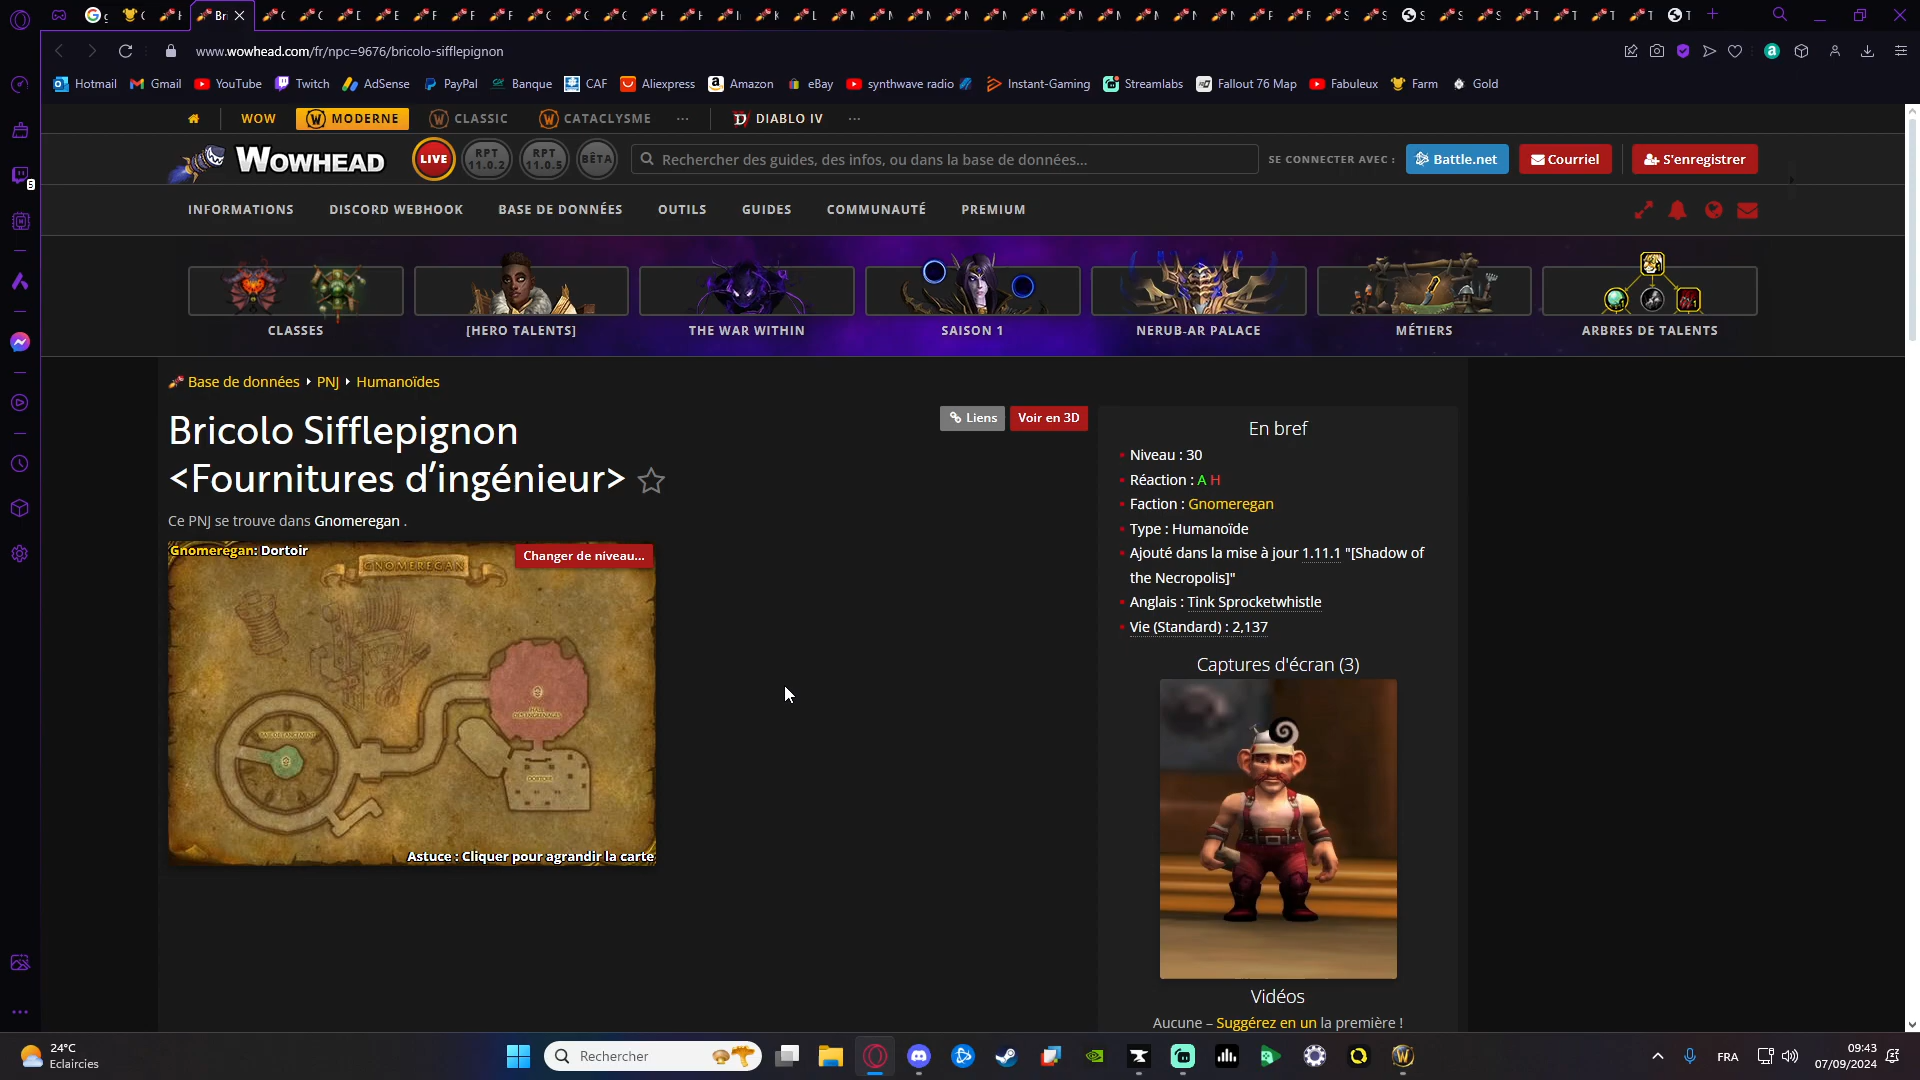 www.wowhead.com/fr/npc=9676/bricolo-sifflepignon
Hotmail Gmail YouTube Twitch AdSense PayPal Banque CAF Aliexpress Amazon eBay synthwave radio Instant-Gaming Streamlabs Fallout 76 Map Fabuleux Farm Gold
WOW MODERNE CLASSIC CATACLYSME ... DIABLO IV ...
WOWHEAD LIVE RPT 11.0.2 RPT 11.0.5 BÊTA Rechercher des guides, des infos, ou dans la base de données... SE CONNECTER AVEC : Battle.net Courriel S'enregistrer
INFORMATIONS DISCORD WEBHOOK BASE DE DONNÉES OUTILS GUIDES COMMUNAUTÉ PREMIUM
CLASSES [HERO TALENTS] THE WAR WITHIN SAISON 1 NERUB-AR PALACE MÉTIERS ARBRES DE TALENTS
Base de données PNJ Humanoïdes
Bricolo Sifflepignon
<Fournitures d'ingénieur>
Liens Voir en 3D
Ce PNJ se trouve dans Gnomeregan .
Gnomeregan: Dortoir
Changer de niveau...
GNOMEREGAN
DORTOIR
Astuce : Cliquer pour agrandir la carte
En bref
Niveau : 30
Réaction : A H
Faction : Gnomeregan
Type : Humanoïde
Ajouté dans la mise à jour 1.11.1 "[Shadow of
the Necropolis]"
Anglais : Tink Sprocketwhistle
Vie (Standard) : 2,137
Captures d'écran (3)
Vidéos
Aucune – Suggérez en un la première !
5
24°C
Eclaircies
Rechercher
FRA
09:43
07/09/2024